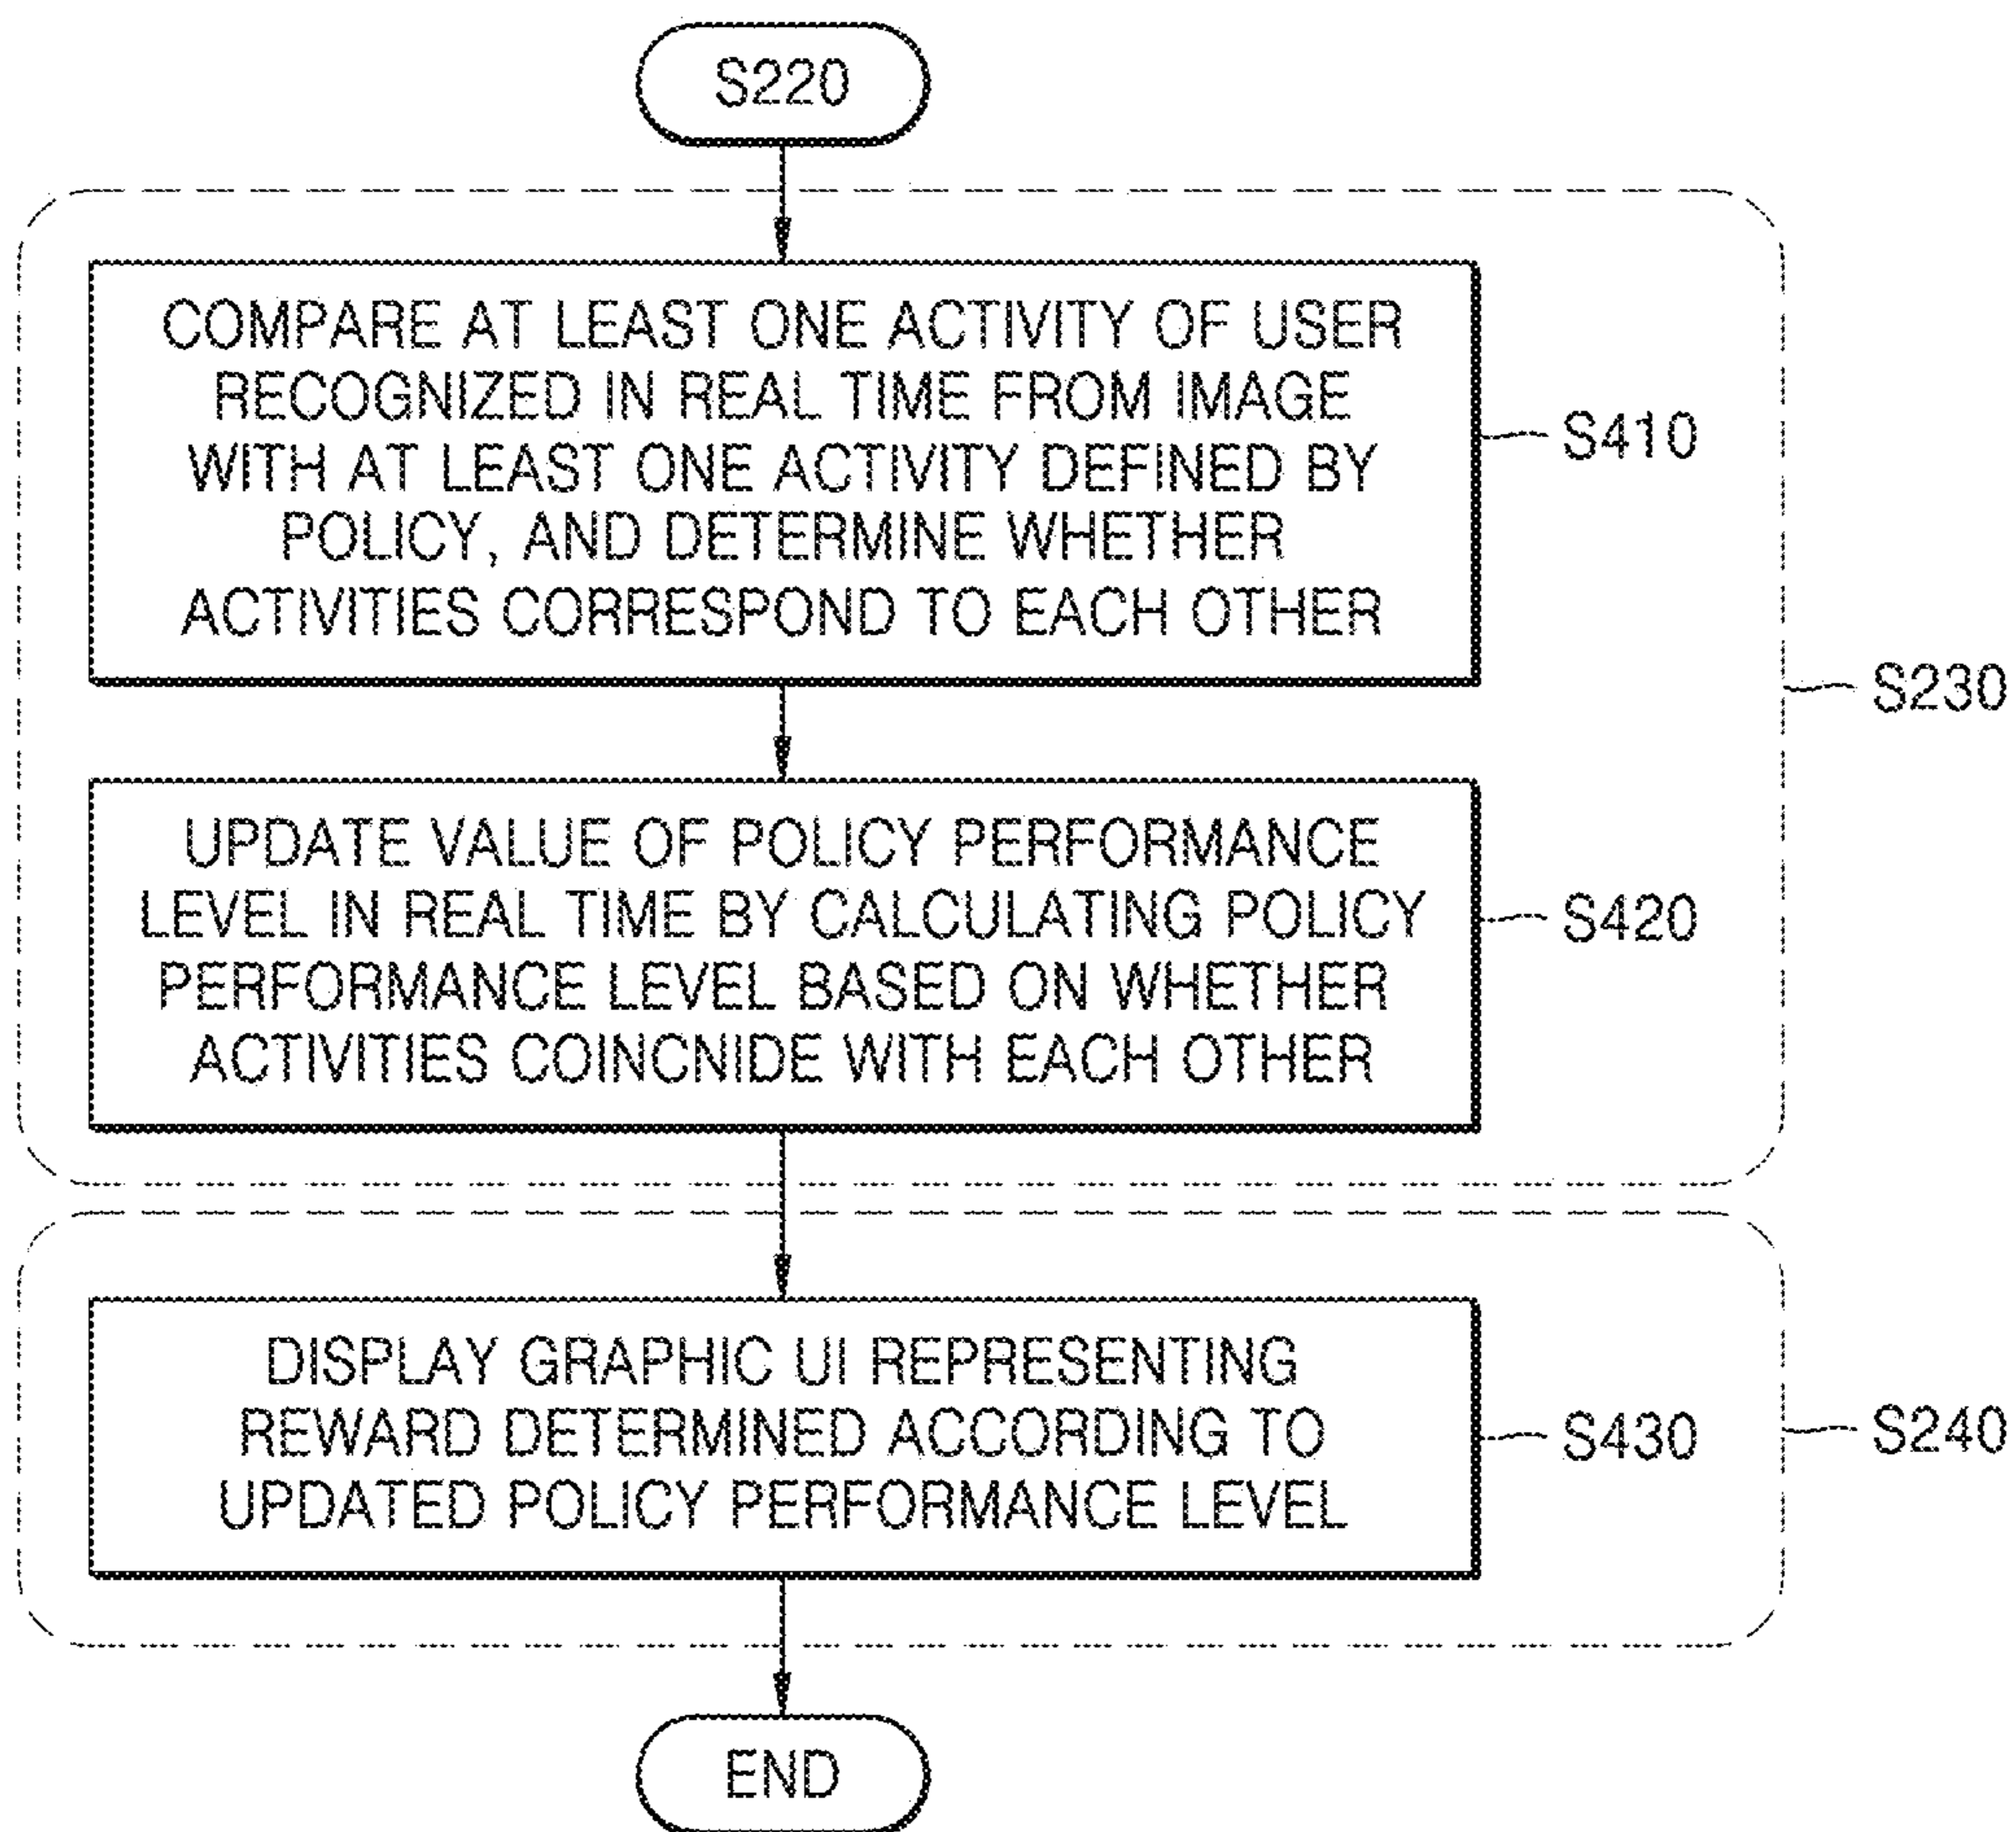 S220
COMPARE AT LEAST ONE ACTIVITY OF USER
RECOGNIZED IN REAL TIME FROM IMAGE
WITH AT LEAST ONE ACTIVITY DEFINED BY
POLICY, AND DETERMINE WHETHER
ACTIVITIES CORRESPOND TO EACH OTHER
S410
S230
UPDATE VALUE OF POLICY PERFORMANCE
LEVEL IN REAL TIME BY CALCULATING POLICY
PERFORMANCE LEVEL BASED ON WHETHER
ACTIVITIES COINCNIDE WITH EACH OTHER
S420
DISPLAY GRAPHIC UI REPRESENTING
REWARD DETERMINED ACCORDING TO
UPDATED POLICY PERFORMANCE LEVEL
S430
S240
END